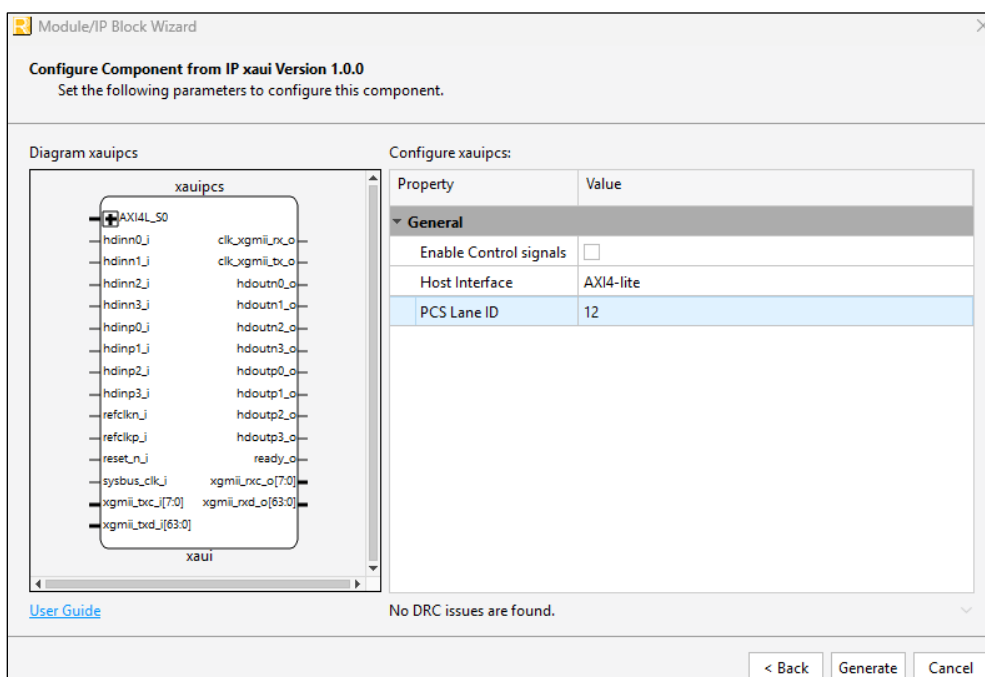 Module/IP Block Wizard
Configure Component from IP xaui Version 1.0.0
Set the following parameters to configure this component.
Diagram xauipcs
xauipcs
AXI4L_S0
hdinn0_i
hdinn1_i
hdinn2_i
hdinn3_i
hdinp0_i
hdinp1_i
hdinp2_i
hdinp3_i
refclkn_i
refclkp_i
reset_n_i
sysbus_clk_i
xgmii_txc_i[7:0]
xgmii_txd_i[63:0]
clk_xgmii_rx_o
clk_xgmii_tx_o
hdoutn0_o
hdoutn1_o
hdoutn2_o
hdoutn3_o
hdoutp0_o
hdoutp1_o
hdoutp2_o
hdoutp3_o
ready_o
xgmii_rxc_o[7:0]
xgmii_rxd_o[63:0]
xaui
User Guide
Configure xauipcs:
Property Value
General
Enable Control signals
Host Interface AXI4-lite
PCS Lane ID 12
No DRC issues are found.
< Back Generate Cancel